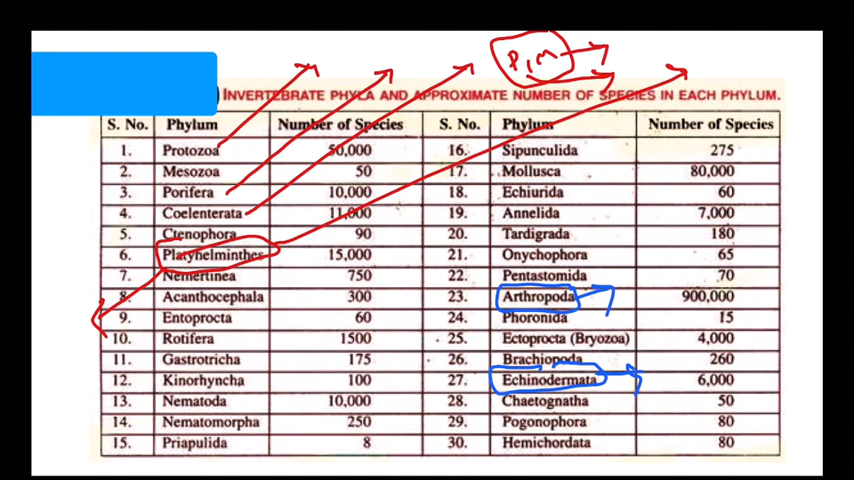 P, M
INVERTEBRATE PHYLA AND APPROXIMATE NUMBER OF SPECIES IN EACH PHYLUM.
S. No. Phylum Number of Species S. No. Phylum Number of Species
1. Protozoa 50,000 16. Sipunculida 275
2. Mesozoa 50 17. Mollusca 80,000
3. Porifera 10,000 18. Echiurida 60
4. Coelenterata 11,000 19. Annelida 7,000
5. Ctenophora 90 20. Tardigrada 180
6. Platyhelminthes 15,000 21. Onychophora 65
7. Nemertinea 750 22. Pentastomida 70
8. Acanthocephala 300 23. Arthropoda 900,000
9. Entoprocta 60 24. Phoronida 15
10. Rotifera 1500 25. Ectoprocta (Bryozoa) 4,000
11. Gastrotricha 175 26. Brachiopoda 260
12. Kinorhyncha 100 27. Echinodermata 6,000
13. Nematoda 10,000 28. Chaetognatha 50
14. Nematomorpha 250 29. Pogonophora 80
15. Priapulida 8 30. Hemichordata 80